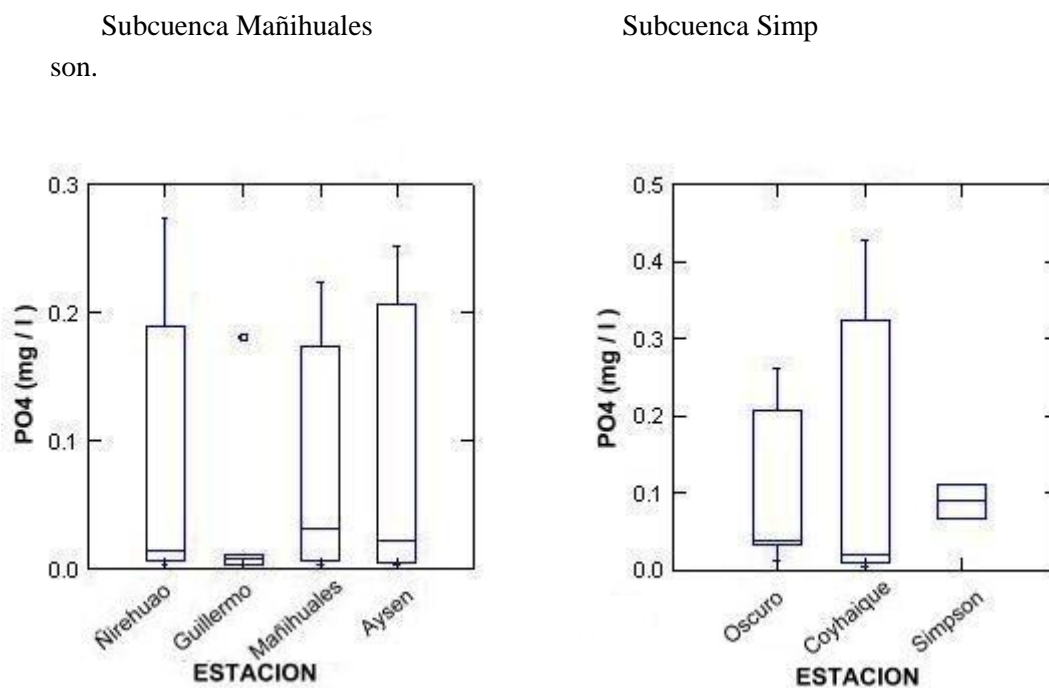 Subcuenca Mañihuales Subcuenca Simp
son.
0.3
0.2
0.1
0.0
PO4 (mg / l )
Ñirehuao
Guillermo
Mañihuales
Aysen
ESTACION
0.5
0.4
0.3
0.2
0.1
0.0
PO4 (mg / l )
Oscuro
Coyhaique
Simpson
ESTACION